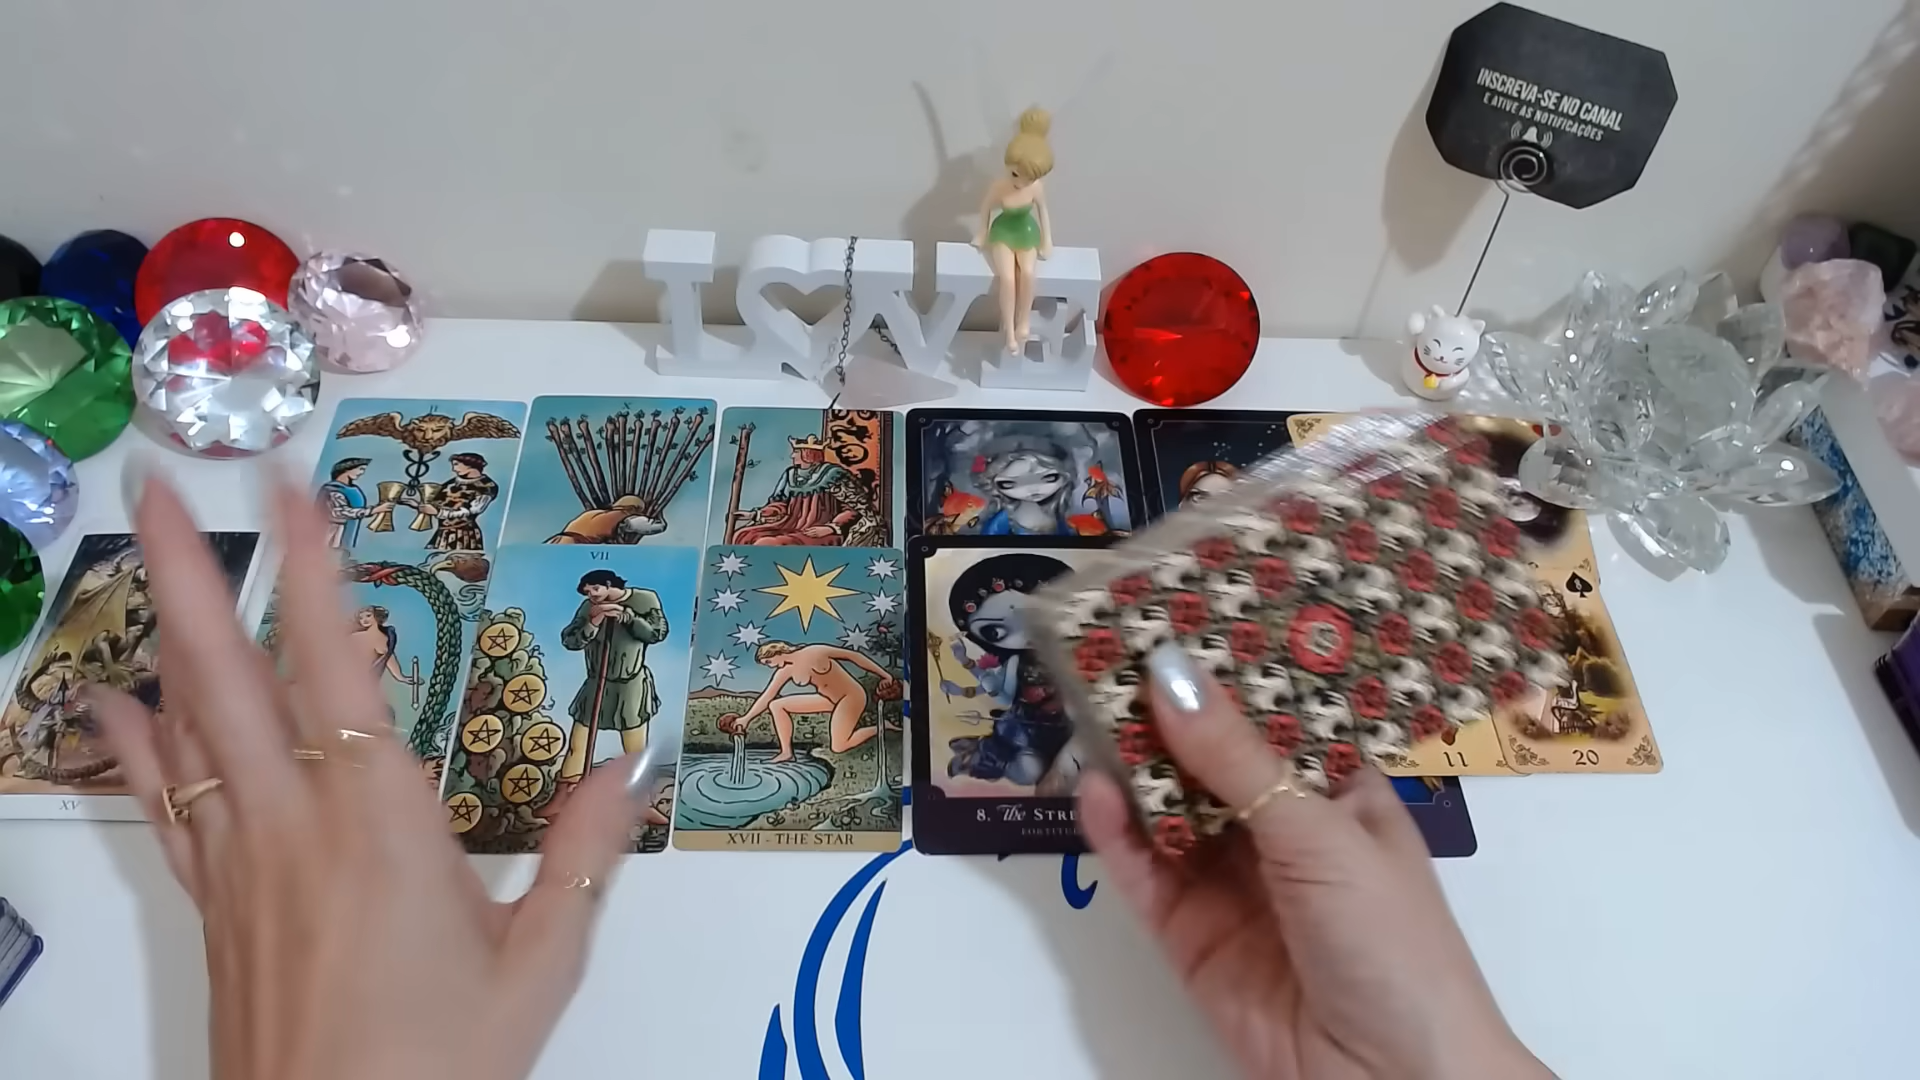 INSCREVA-SE NO CANAL
E ATIVE AS NOTIFICAÇÕES
LOVE
II
X
VII
XV
XVII - THE STAR
8. The STRE
FORTITU
11
20